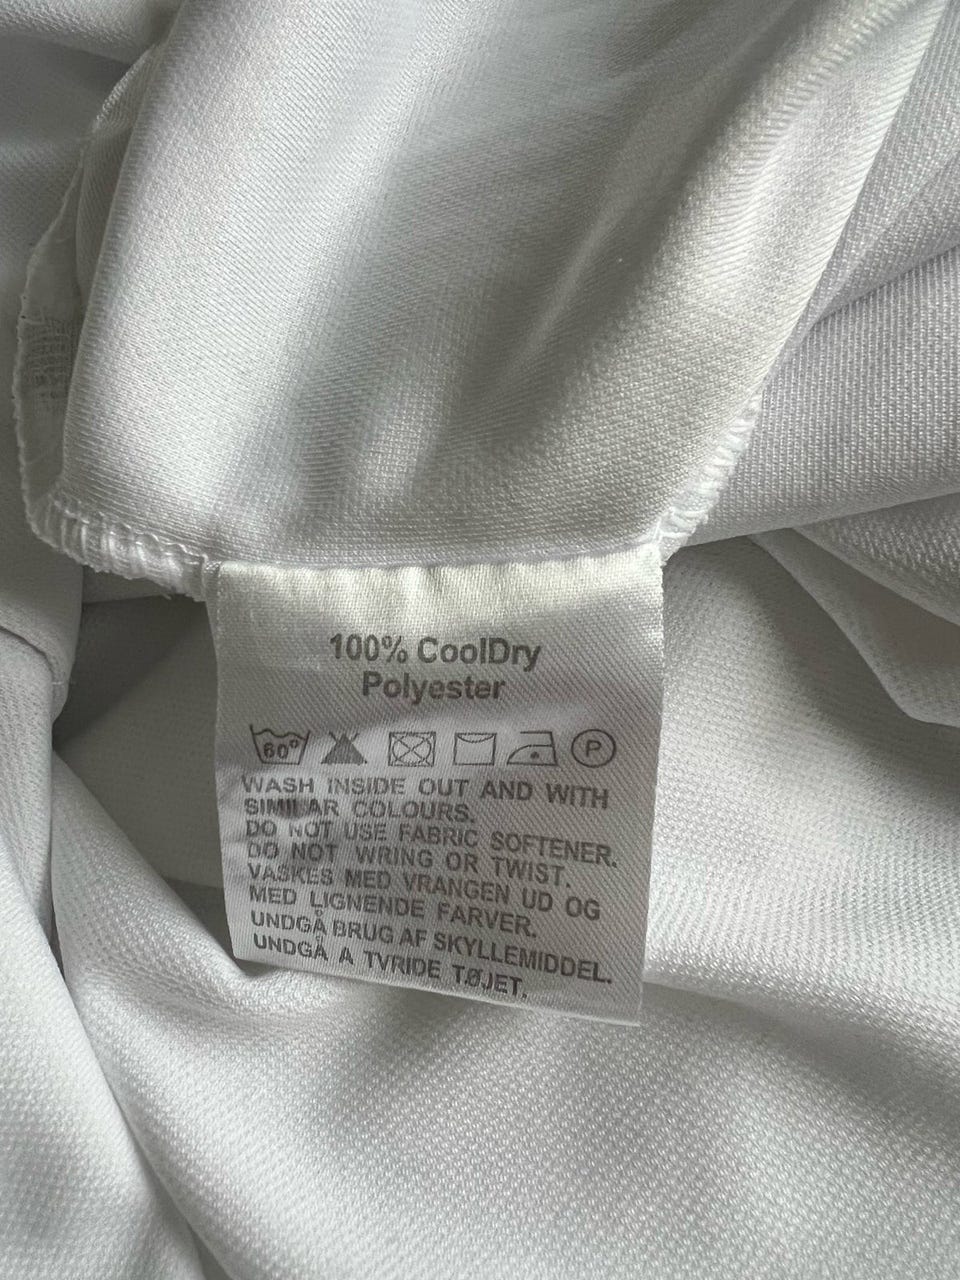 100% CoolDry
Polyester
60° P
WASH INSIDE OUT AND WITH
SIMILAR COLOURS.
DO NOT USE FABRIC SOFTENER.
DO NOT WRING OR TWIST.
VASKES MED VRANGEN UD OG
MED LIGNENDE FARVER.
UNDGÅ BRUG AF SKYLLEMIDDEL.
UNDGÅ A TVRIDE TØJET.